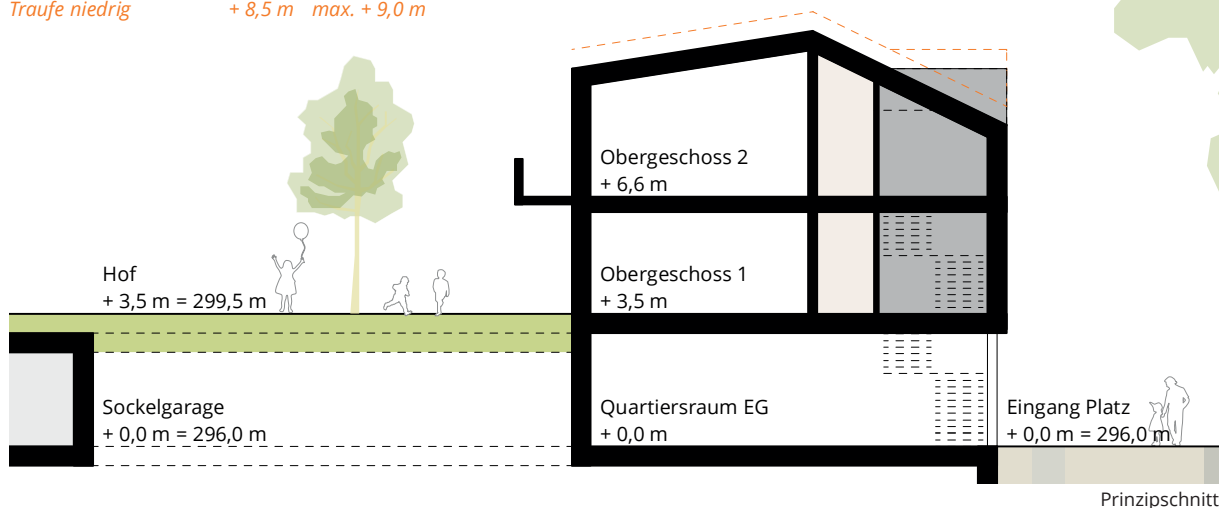 Traufe niedrig + 8,5 m max. + 9,0 m
Obergeschoss 2
+ 6,6 m
Hof
+ 3,5 m = 299,5 m
Obergeschoss 1
+ 3,5 m
Sockelgarage
+ 0,0 m = 296,0 m
Quartiersraum EG
+ 0,0 m
Eingang Platz
+ 0,0 m = 296,0 m
Prinzipschnitt